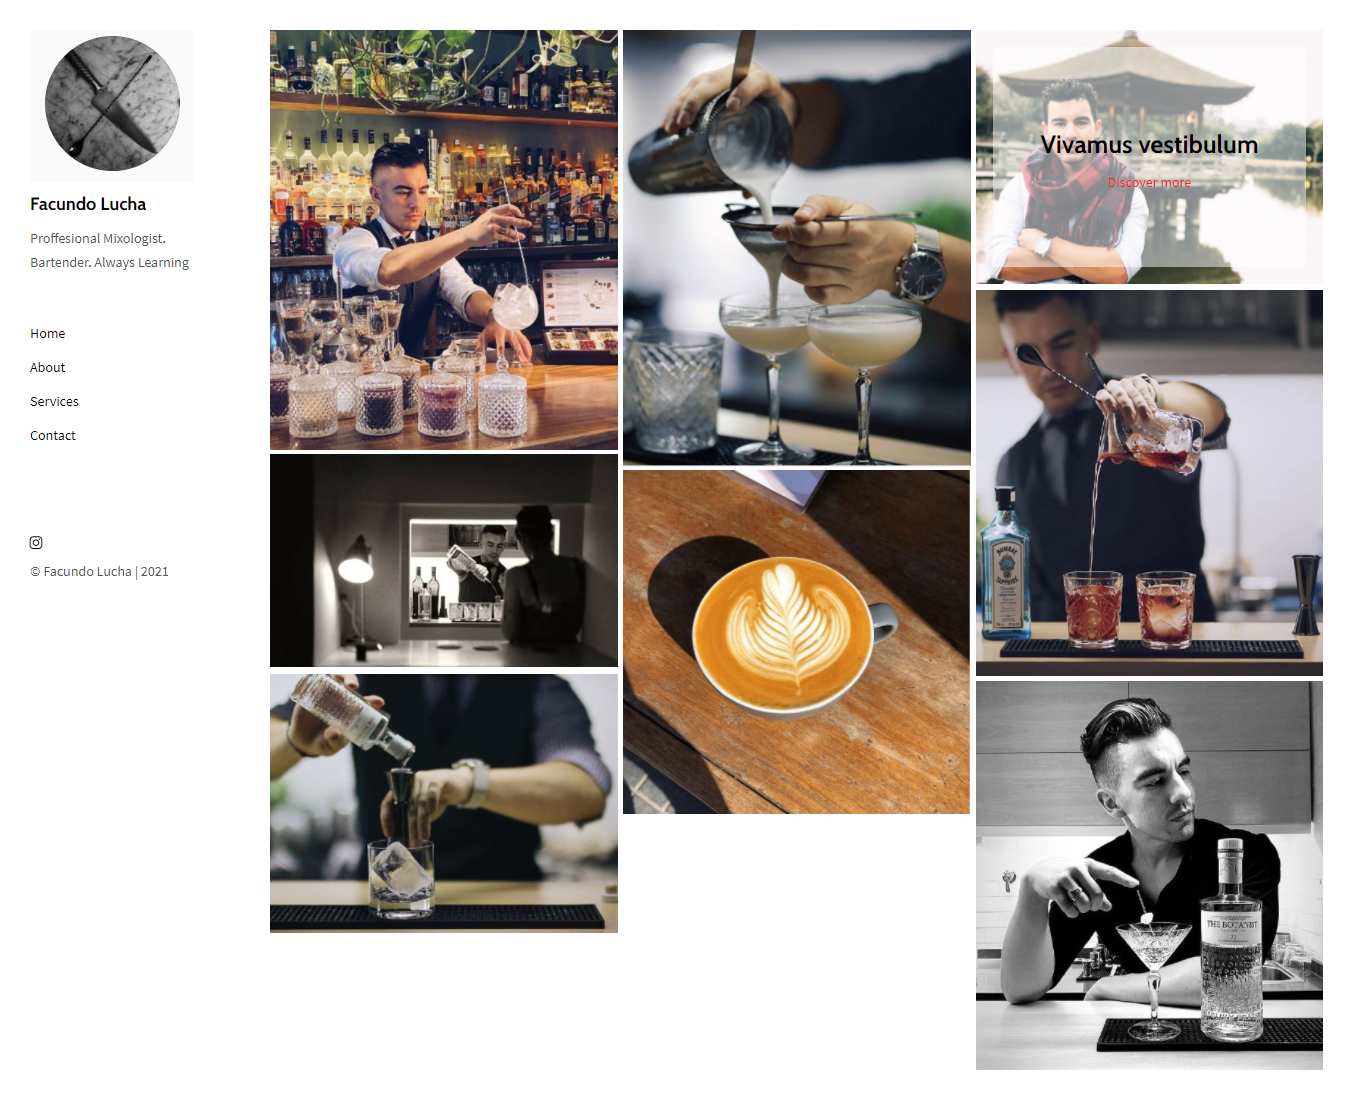 Facundo Lucha
Proffesional Mixologist.
Bartender. Always Learning
Home
About
Services
Contact
© Facundo Lucha | 2021
Vivamus vestibulum
Discover more
BOMBAY
SAPPHIRE
THE BOTANIST
22